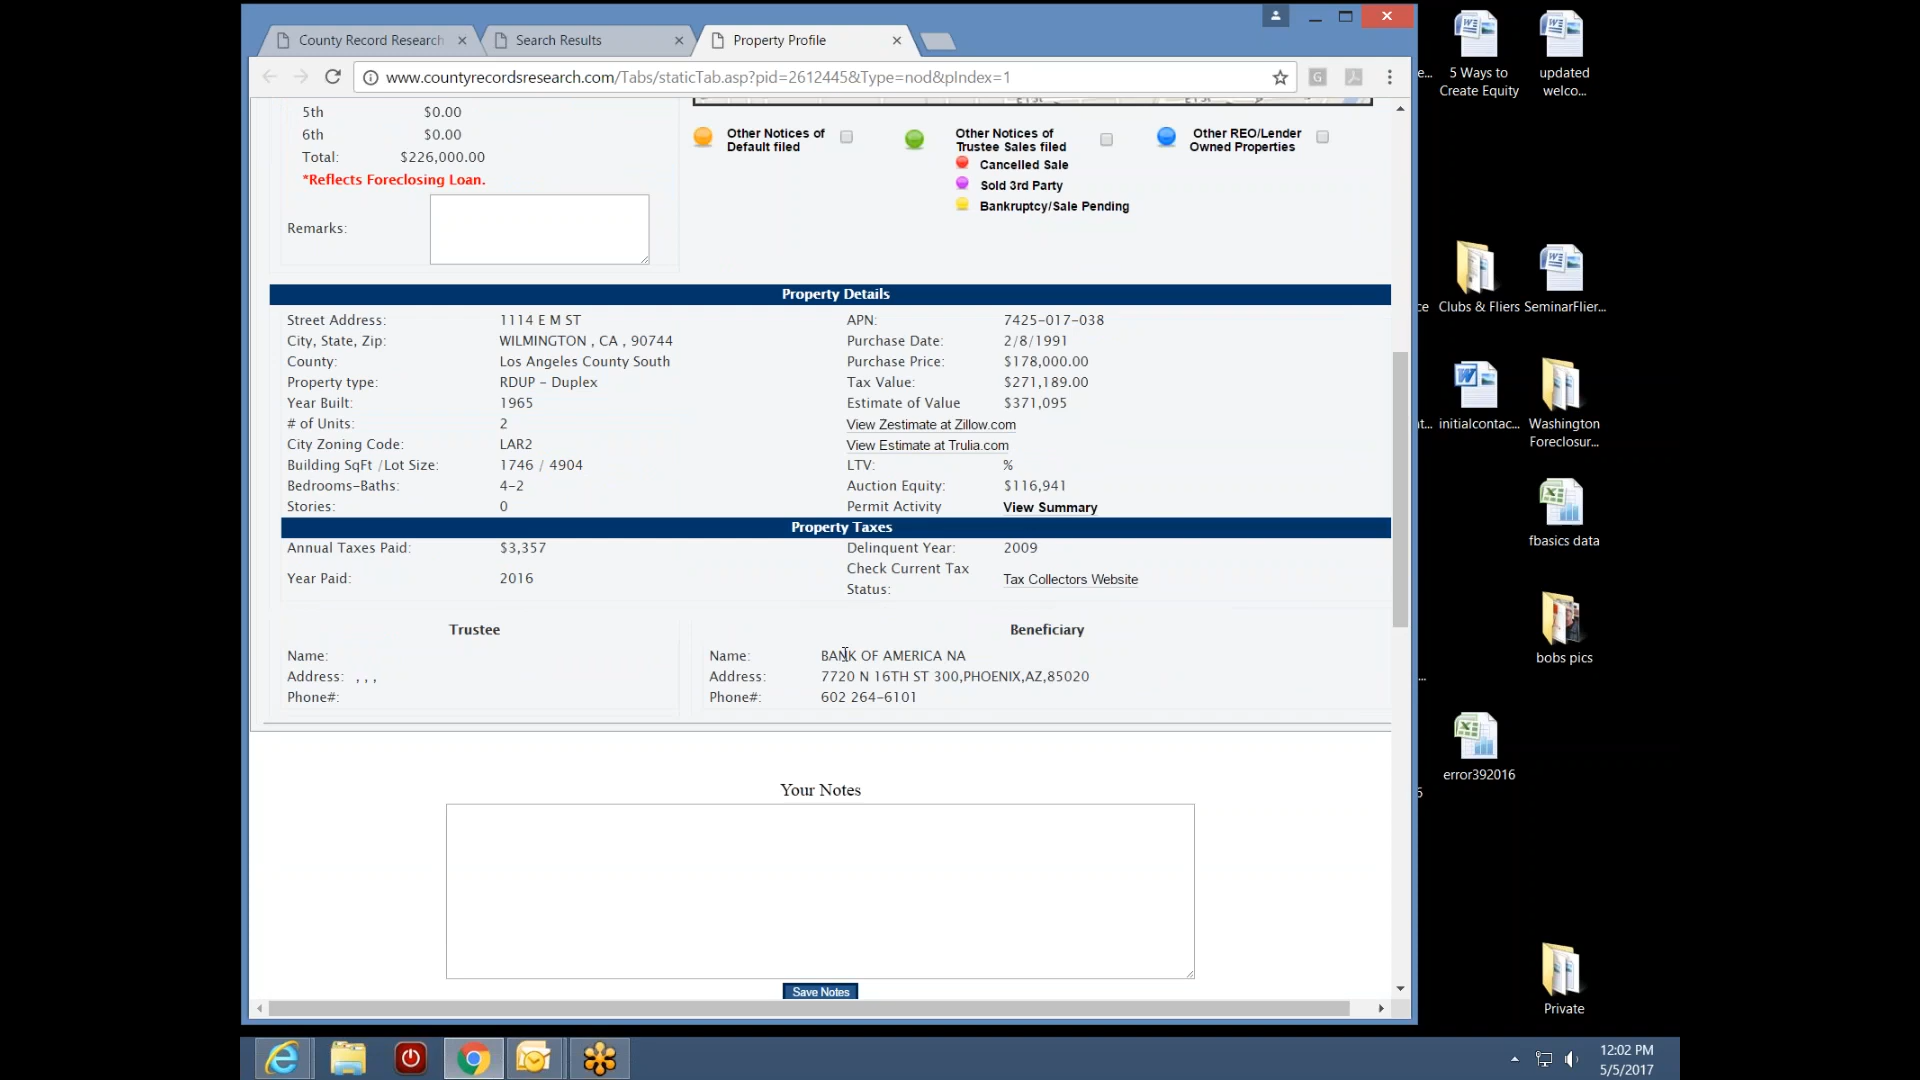 County Record Research
Search Results
Property Profile
www.countyrecordsresearch.com/Tabs/staticTab.asp?pid=2612445&Type=nod&pIndex=1
5th $0.00
6th $0.00
Total: $226,000.00
*Reflects Foreclosing Loan.
Remarks:
Other Notices of
Default filed
Other Notices of
Trustee Sales filed
Cancelled Sale
Sold 3rd Party
Bankruptcy/Sale Pending
Other REO/Lender
Owned Properties
Property Details
Street Address: 1114 E M ST
City, State, Zip: WILMINGTON , CA , 90744
County: Los Angeles County South
Property type: RDUP - Duplex
Year Built: 1965
# of Units: 2
City Zoning Code: LAR2
Building SqFt /Lot Size: 1746 / 4904
Bedrooms-Baths: 4-2
Stories: 0
APN: 7425-017-038
Purchase Date: 2/8/1991
Purchase Price: $178,000.00
Tax Value: $271,189.00
Estimate of Value $371,095
View Zestimate at Zillow.com
View Estimate at Trulia.com
LTV: %
Auction Equity: $116,941
Permit Activity View Summary
Property Taxes
Annual Taxes Paid: $3,357
Year Paid: 2016
Delinquent Year: 2009
Check Current Tax
Status: Tax Collectors Website
Trustee
Name:
Address: , , ,
Phone#:
Beneficiary
Name: BANK OF AMERICA NA
Address: 7720 N 16TH ST 300,PHOENIX,AZ,85020
Phone#: 602 264-6101
Your Notes
Save Notes
5 Ways to
Create Equity
updated
welco...
Clubs & Fliers
SeminarFlier...
initialcontac...
Washington
Foreclosur...
fbasics data
bobs pics
error392016
Private
12:02 PM
5/5/2017